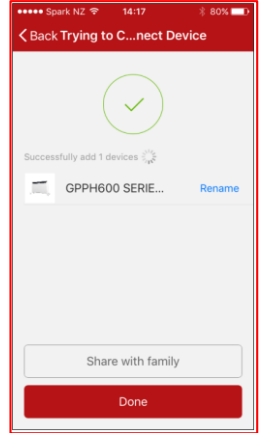 Spark NZ 14:17 80%
Back Trying to C...nect Device
Successfully add 1 devices
GPPH600 SERIE... Rename
Share with family
Done